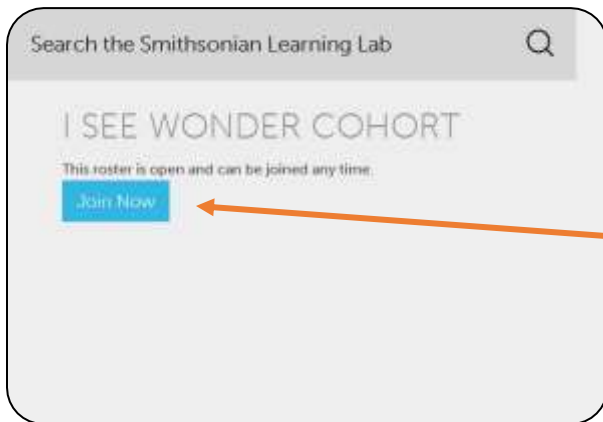 Search the Smithsonian Learning Lab
I SEE WONDER COHORT
This roster is open and can be joined any time.
Join Now